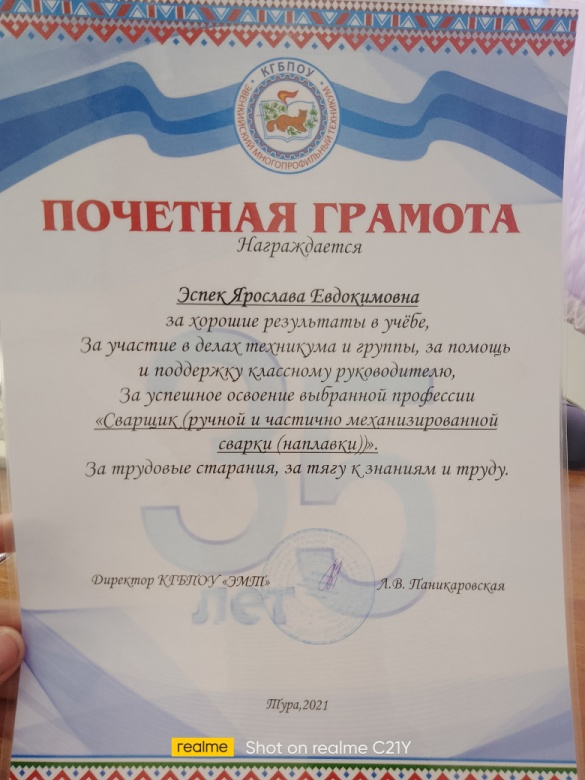 КГБПОУ
ЭВЕНКИЙСКИЙ МНОГОПРОФИЛЬНЫЙ ТЕХНИКУМ
ПОЧЕТНАЯ ГРАМОТА
Награждается
Эспек Ярослава Евдокимовна
за хорошие результаты в учёбе,
За участие в делах техникума и группы, за помощь
и поддержку классному руководителю,
За успешное освоение выбранной профессии
«Сварщик (ручной и частично механизированной
сварки (наплавки))».
За трудовые старания, за тягу к знаниям и труду.
35
лет
Директор КГБПОУ «ЭМТ» Л.В. Паникаровская
Тура,2021
realme Shot on realme C21Y